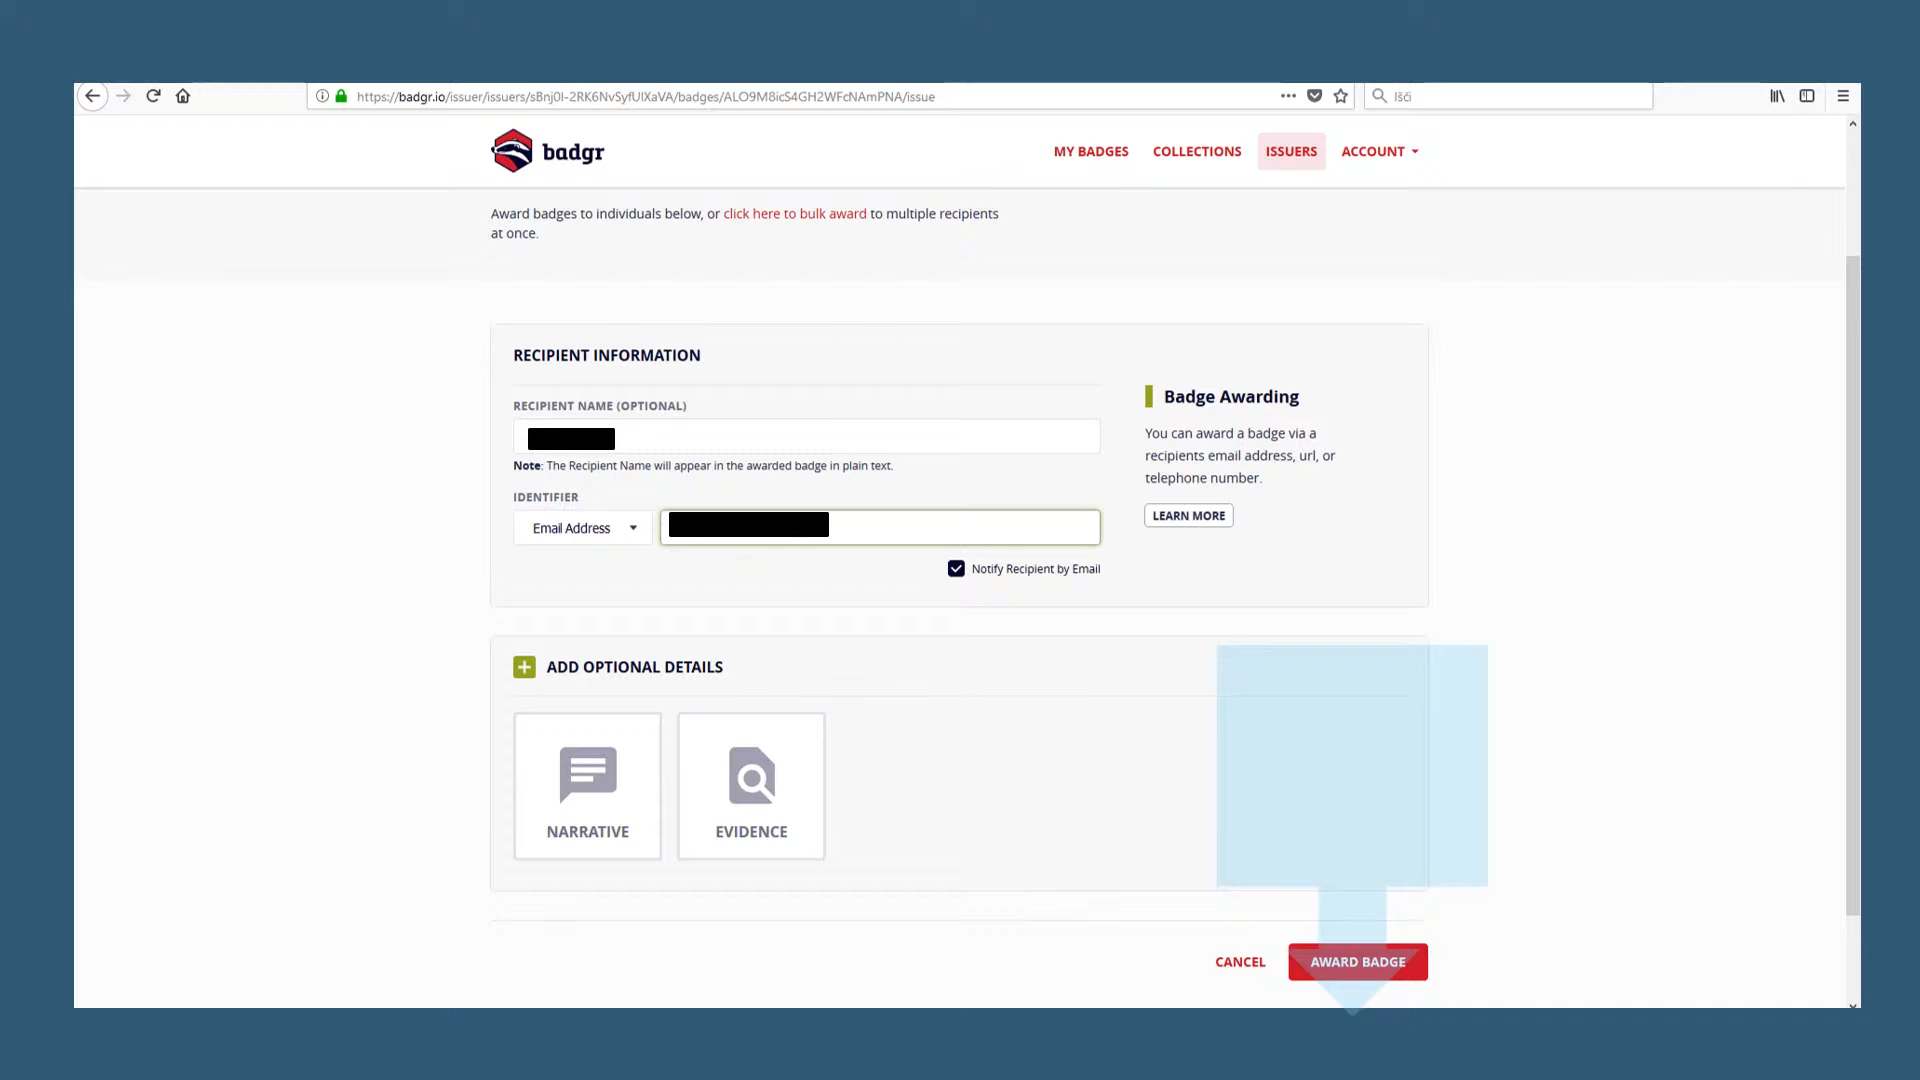 https://badgr.io/issuer/issuers/sBnj0I-2RK6NvSyfUlXaVA/badges/ALO9M8icS4GH2WFcNAmPNA/issue
Išći
badgr
MY BADGES
COLLECTIONS
ISSUERS
ACCOUNT
Award badges to individuals below, or click here to bulk award to multiple recipients
at once.
RECIPIENT INFORMATION
RECIPIENT NAME (OPTIONAL)
Note: The Recipient Name will appear in the awarded badge in plain text.
IDENTIFIER
Email Address
Notify Recipient by Email
Badge Awarding
You can award a badge via a
recipients email address, url, or
telephone number.
LEARN MORE
ADD OPTIONAL DETAILS
NARRATIVE
EVIDENCE
CANCEL
AWARD BADGE